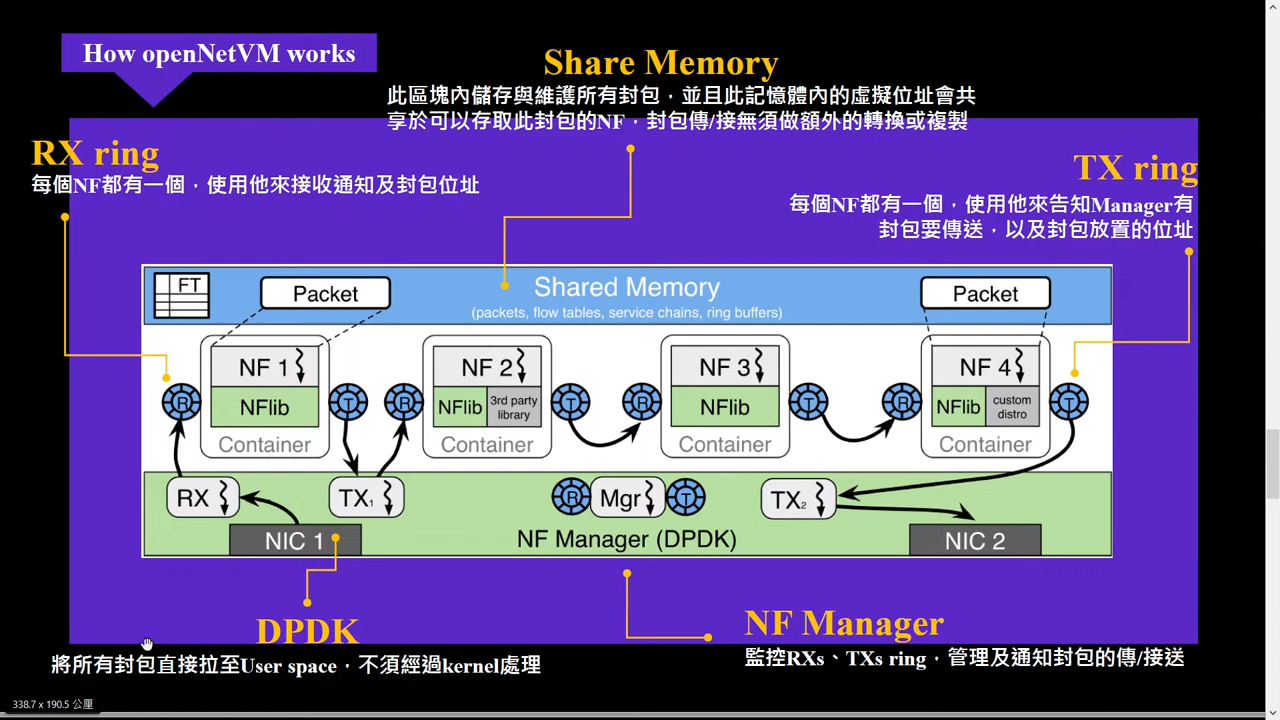 How openNetVM works
Share Memory
此區塊內儲存與維護所有封包，並且此記憶體內的虛擬位址會共
享於可以存取此封包的NF，封包傳/接無須做額外的轉換或複製
RX ring
每個NF都有一個，使用他來接收通知及封包位址
TX ring
每個NF都有一個，使用他來告知Manager有
封包要傳送，以及封包放置的位址
FT
Packet
Shared Memory
(packets, flow tables, service chains, ring buffers)
Packet
NF 1
NF 2
NF 3
NF 4
R
NFlib
T
R
NFlib
3rd party
library
T
R
NFlib
T
R
NFlib
custom
distro
T
Container
Container
Container
Container
RX
TX1
R
Mgr
T
TX2
NIC 1
NF Manager (DPDK)
NIC 2
DPDK
將所有封包直接拉至User space，不須經過kernel處理
NF Manager
監控RXs、TXs ring，管理及通知封包的傳/接送
338.7 x 190.5 公厘